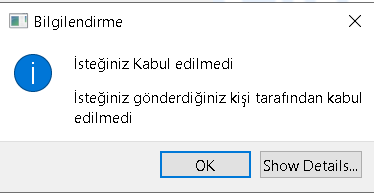 Bilgilendirme
İsteğiniz Kabul edilmedi
İsteğiniz gönderdiğiniz kişi tarafından kabul
edilmedi
OK
Show Details...